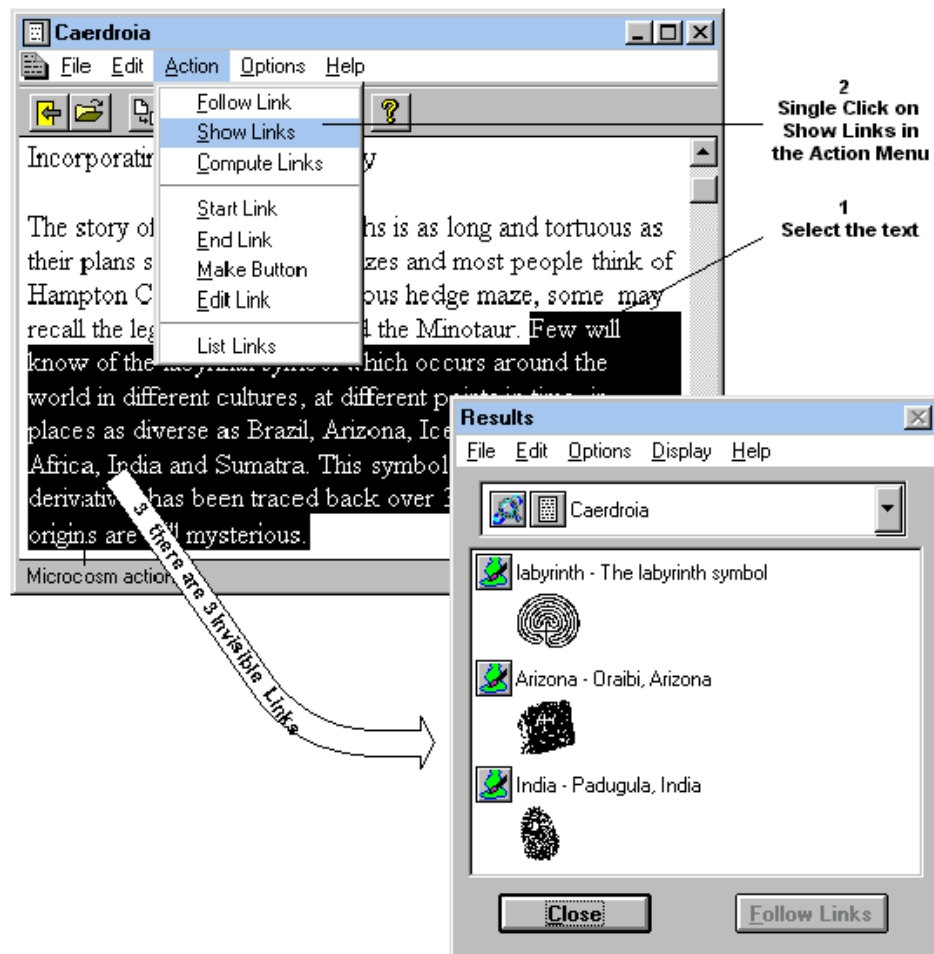 Caerdroia
File Edit Action Options Help
Follow Link
Show Links
Compute Links
Start Link
End Link
Make Button
Edit Link
List Links
Incorporatin y
The story of hs is as long and tortuous as
their plans s zes and most people think of
Hampton C ous hedge maze, some may
recall the leg the Minotaur. Few will
know of the which occurs around the
world in different cultures, at different
places as diverse as Brazil, Arizona, Ice
Africa, India and Sumatra. This symbol
derivativ has been traced back over 3
origins are mysterious.
Microcosm action
2
Single Click on
Show Links in
the Action Menu
1
Select the text
3 there are 3 Invisible Links
Results
File Edit Options Display Help
Caerdroia
labyrinth - The labyrinth symbol
Arizona - Oraibi, Arizona
India - Padugula, India
Close
Follow Links